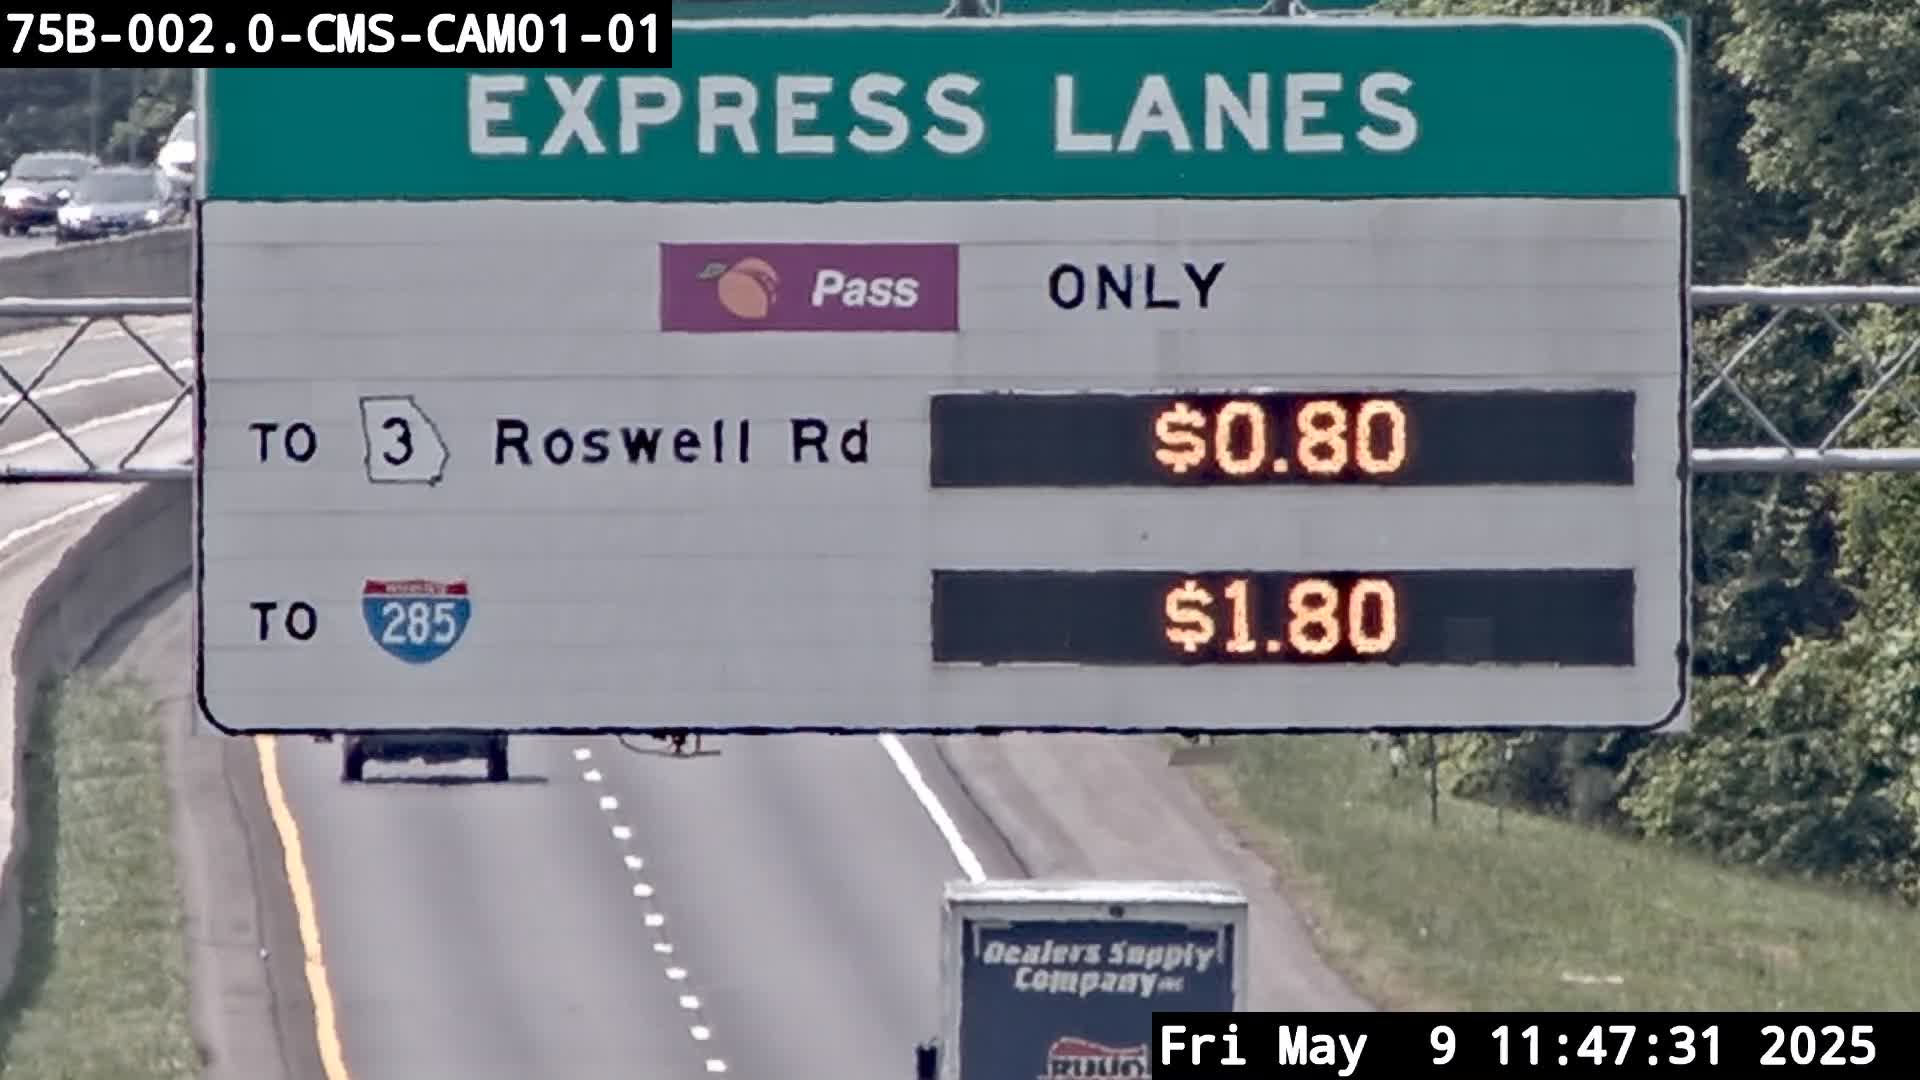 75B-002.0-CMS-CAM01-01
EXPRESS LANES
Pass ONLY
TO 3 Roswell Rd $0.80
TO 285 $1.80
Dealers Supply
Company
RUUD
Fri May 9 11:47:31 2025